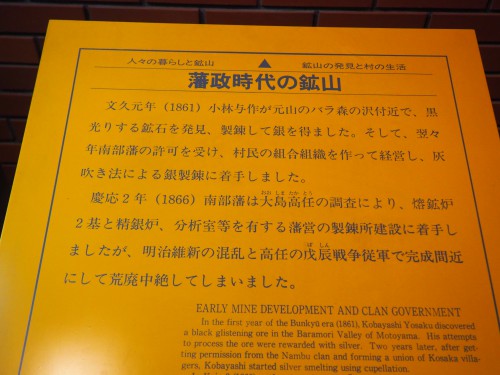 人々の暮らしと鉱山 ▲ 鉱山の発見と村の生活
藩政時代の鉱山
文久元年(1861)小林与作が元山のバラ森の沢付近で、黒
光りする鉱石を発見、製錬して銀を得ました。そして、翌々
年南部藩の許可を受け、村民の組合組織を作って経営し、灰
吹き法による銀製錬に着手しました。
慶応2年(1866)南部藩は大島高任の調査により、熔鉱炉
おお しま たか とう
2基と精銀炉、分析室等を有する藩営の製錬所建設に着手し
ましたが、明治維新の混乱と高任の戊辰戦争従軍で完成間近
ぼ しん
にして荒廃中絶してしまいました。
EARLY MINE DEVELOPMENT AND CLAN GOVERNMENT
In the first year of the Bunkyū era (1861), Kobayashi Yosaku discovered
a black glistening ore in the Baramori Valley of Motoyama. His attempts
to process the ore were rewarded with silver. Two years later, after get-
ting permission from the Nambu clan and forming a union of Kosaka villa-
gers, Kobayashi started silver smelting using cupellation.